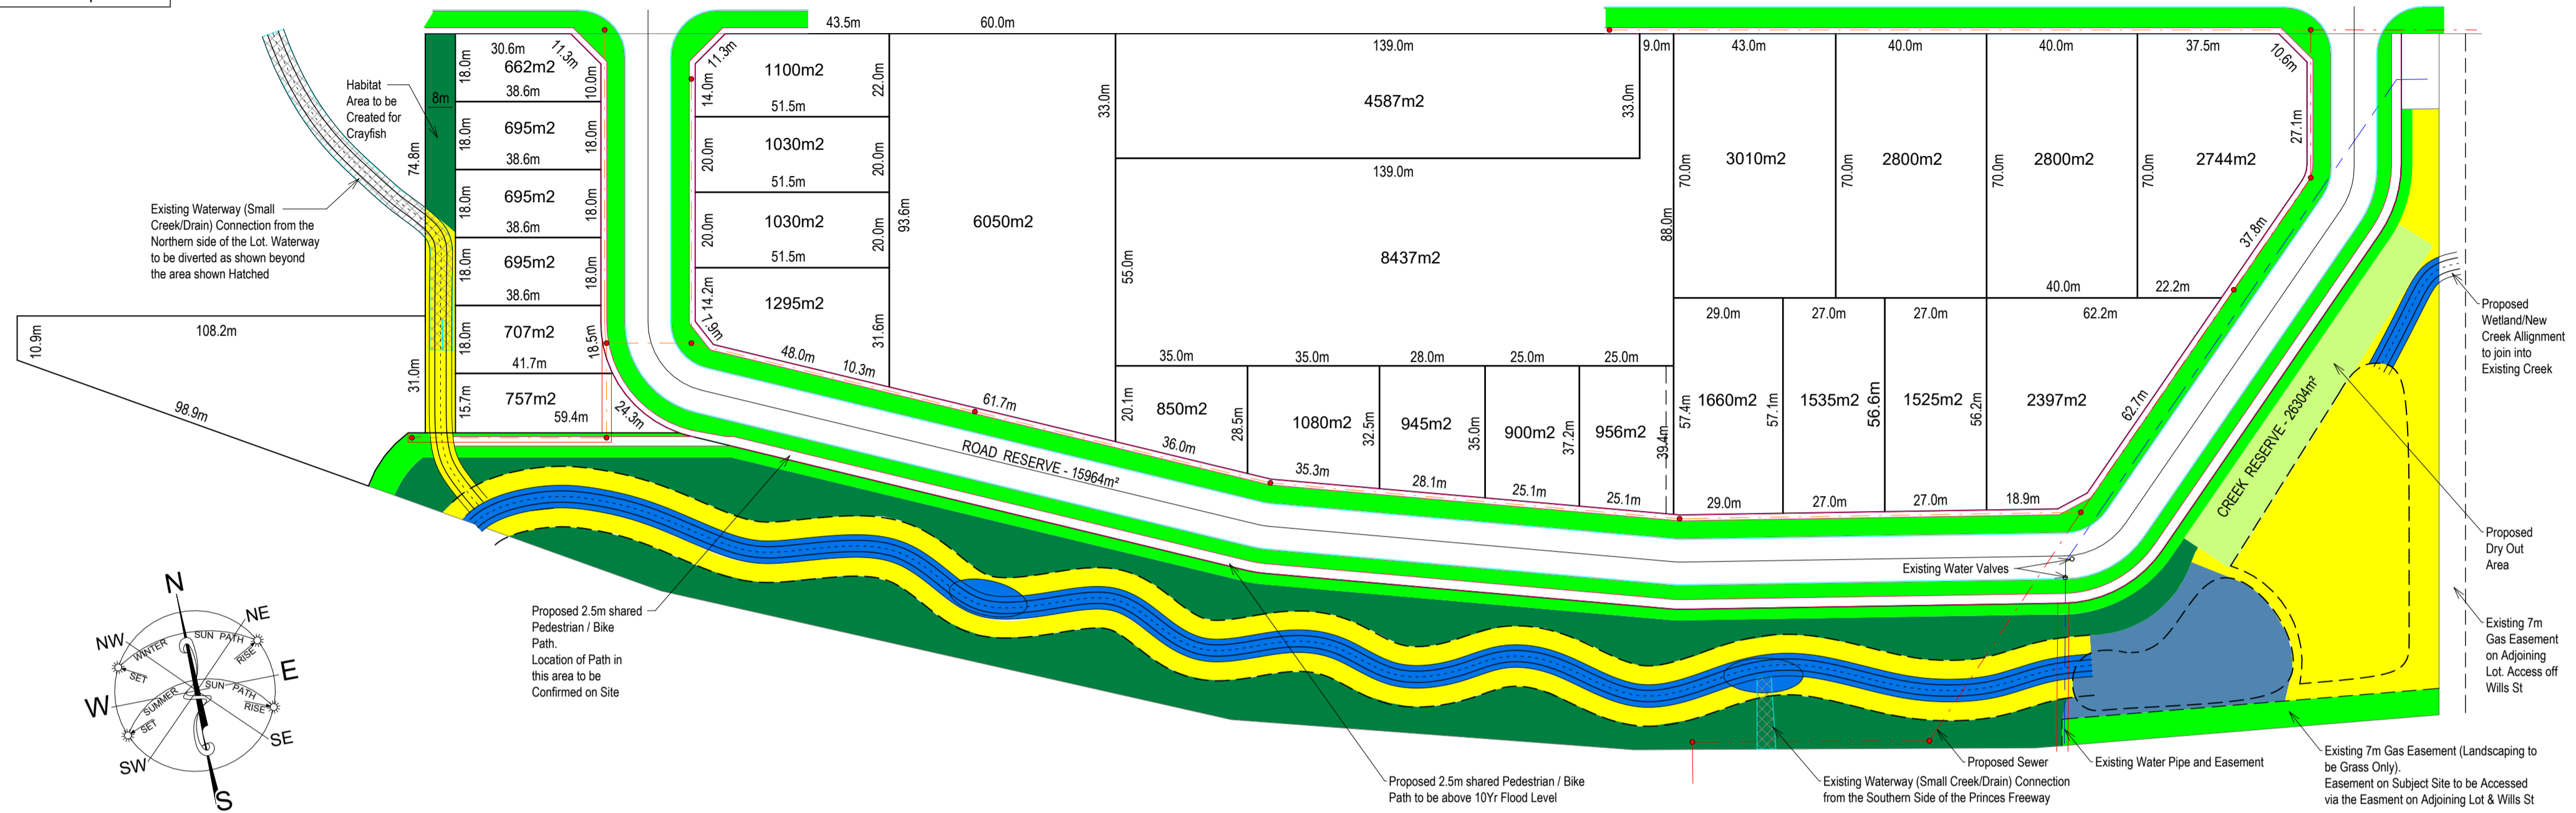 43.5m
60.0m
30.6m
11.3m
662m2
18.0m
10.0m
38.6m
8m
Habitat
Area to be
Created for
Crayfish
74.8m
695m2
18.0m
18.0m
38.6m
695m2
18.0m
18.0m
38.6m
695m2
18.0m
18.0m
38.6m
707m2
18.0m
18.5m
41.7m
757m2
15.7m
59.4m
24.3m
31.0m
Existing Waterway (Small
Creek/Drain) Connection from the
Northern side of the Lot. Waterway
to be diverted as shown beyond
the area shown Hatched
108.2m
10.9m
98.9m
11.3m
1100m2
14.0m
22.0m
51.5m
1030m2
20.0m
20.0m
51.5m
1030m2
20.0m
20.0m
51.5m
1295m2
14.2m
7.9m
31.6m
48.0m
10.3m
6050m2
93.6m
61.7m
33.0m
139.0m
4587m2
33.0m
9.0m
139.0m
8437m2
55.0m
88.0m
35.0m
35.0m
28.0m
25.0m
25.0m
20.1m
850m2
28.5m
1080m2
32.5m
945m2
35.0m
900m2
37.2m
956m2
39.4m
36.0m
35.3m
28.1m
25.1m
25.1m
43.0m
40.0m
40.0m
37.5m
10.6m
70.0m
3010m2
70.0m
2800m2
70.0m
2800m2
70.0m
2744m2
27.1m
37.8m
40.0m
22.2m
29.0m
27.0m
27.0m
62.2m
57.4m
1660m2
57.1m
1535m2
56.6m
1525m2
56.2m
2397m2
62.7m
29.0m
27.0m
27.0m
18.9m
ROAD RESERVE - 15964m²
CREEK RESERVE - 26304m²
Existing Water Valves
Proposed
Wetland/New
Creek Allignment
to join into
Existing Creek
Proposed
Dry Out
Area
Existing 7m
Gas Easement
on Adjoining
Lot. Access off
Wills St
Proposed 2.5m shared
Pedestrian / Bike
Path.
Location of Path in
this area to be
Confirmed on Site
Proposed 2.5m shared Pedestrian / Bike
Path to be above 10Yr Flood Level
Proposed Sewer
Existing Waterway (Small Creek/Drain) Connection
from the Southern Side of the Princes Freeway
Existing Water Pipe and Easement
Existing 7m Gas Easement (Landscaping to
be Grass Only).
Easement on Subject Site to be Accessed
via the Easment on Adjoining Lot & Wills St
N
NE
NW
E
W
SE
SW
S
SUN PATH
WINTER
RISE
SET
SUN PATH
SUMMER
RISE
SET